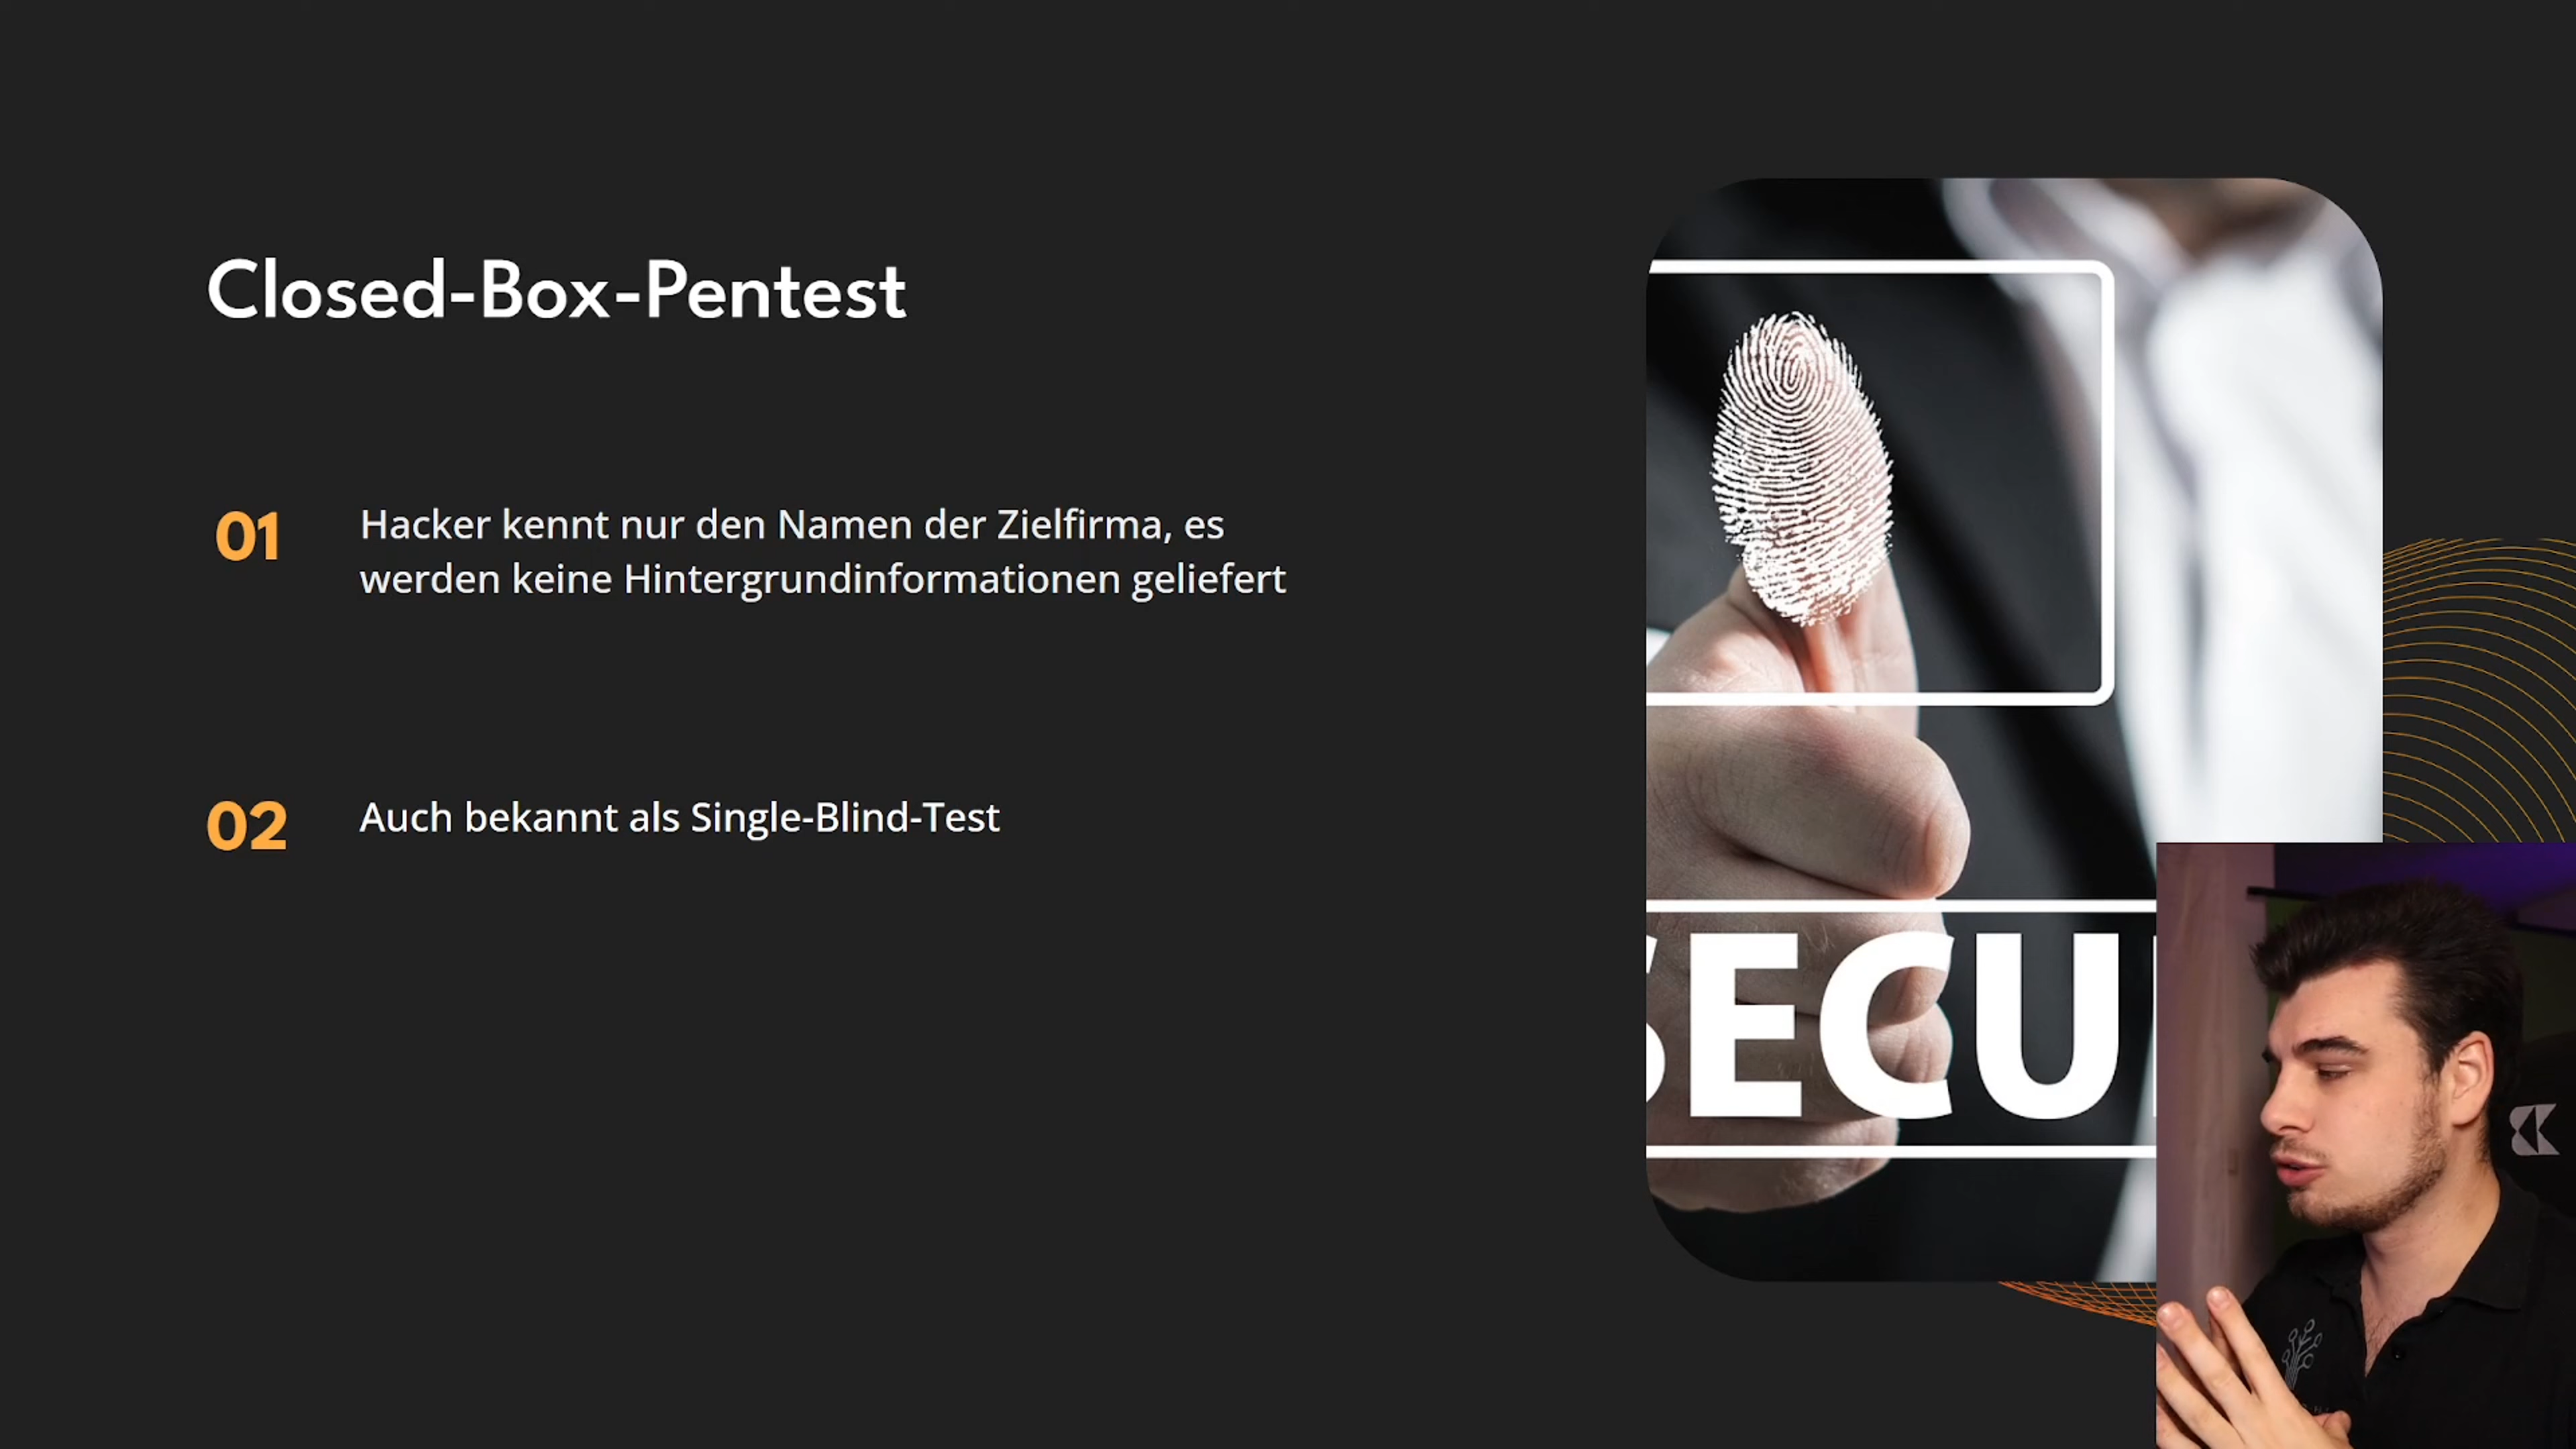 Closed-Box-Pentest
01
Hacker kennt nur den Namen der Zielfirma, es
werden keine Hintergrundinformationen geliefert
02
Auch bekannt als Single-Blind-Test
SECU